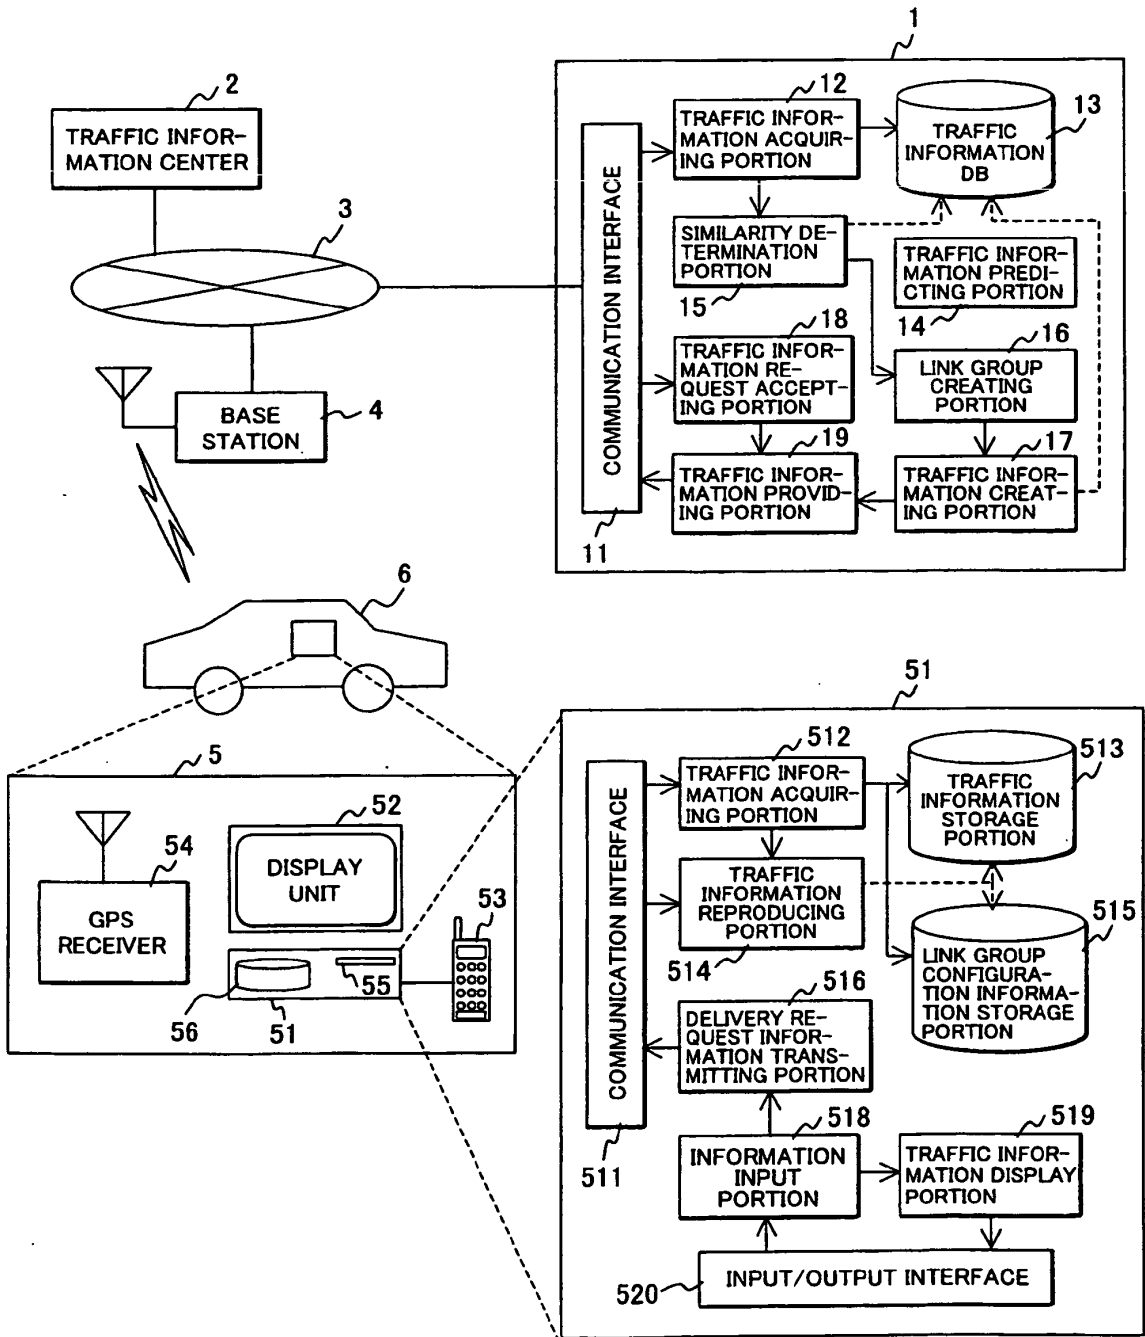 1
2
TRAFFIC INFOR-
MATION CENTER
3
BASE
STATION
4
COMMUNICATION INTERFACE
11
12
TRAFFIC INFOR-
MATION ACQUIR-
ING PORTION
TRAFFIC
INFORMATION
DB
13
SIMILARITY DE-
TERMINATION
PORTION
15
TRAFFIC INFOR-
MATION PREDI-
CTING PORTION
14
18
TRAFFIC INFOR-
MATION RE-
QUEST ACCEPT-
ING PORTION
16
LINK GROUP
CREATING
PORTION
19
TRAFFIC INFOR-
MATION PROVID-
ING PORTION
17
TRAFFIC INFOR-
MATION CREAT-
ING PORTION
6
5
54
GPS
RECEIVER
52
DISPLAY
UNIT
53
55
56
51
51
COMMUNICATION INTERFACE
511
512
TRAFFIC INFOR-
MATION ACQUIR-
ING PORTION
513
TRAFFIC
INFORMATION
STORAGE
PORTION
TRAFFIC
INFORMATION
REPRODUCING
PORTION
514
515
LINK GROUP
CONFIGURA-
TION INFORMA-
TION STORAGE
PORTION
516
DELIVERY RE-
QUEST INFOR-
MATION TRANS-
MITTING PORTION
518
INFORMATION
INPUT
PORTION
519
TRAFFIC INFOR-
MATION DISPLAY
PORTION
520
INPUT/OUTPUT INTERFACE